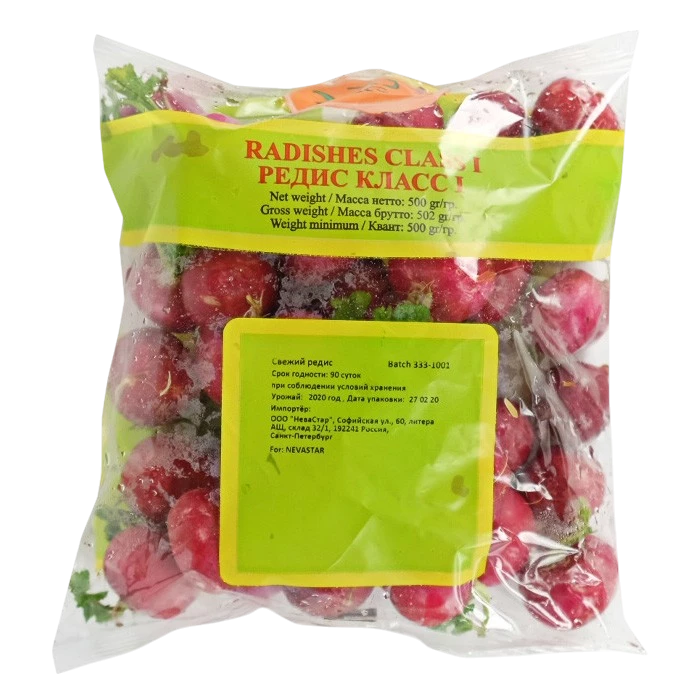 RADISHES CLASS I
РЕДИС КЛАСС I
Net weight / Масса нетто: 500 gr/гр.
Gross weight / Масса брутто: 502 gr/гр.
Weight minimum / Квант: 500 gr/гр.
Свежий редис Batch 333-1001
Срок годности: 90 суток
при соблюдении условий хранения
Урожай: 2020 год , Дата упаковки: 27 02 20
Импортёр:
ООО "НеваСтар", Софийская ул., 60, литера
АЩ, склад 32/1, 192241 Россия,
Санкт-Петербург
For: NEVASTAR